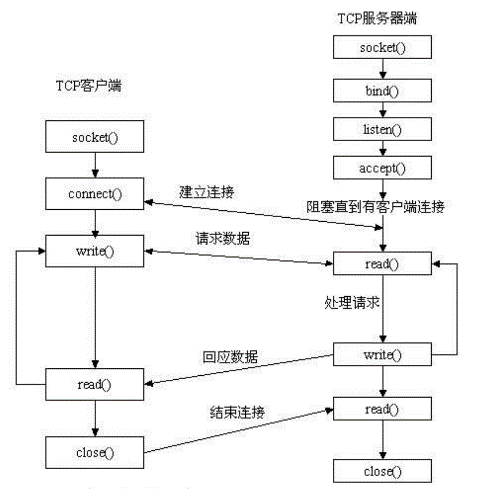 TCP服务器端
socket()
bind()
TCP客户端
listen()
socket()
accept()
connect()
建立连接
阻塞直到有客户端连接
write()
请求数据
read()
处理请求
回应数据
write()
read()
结束连接
read()
close()
close()